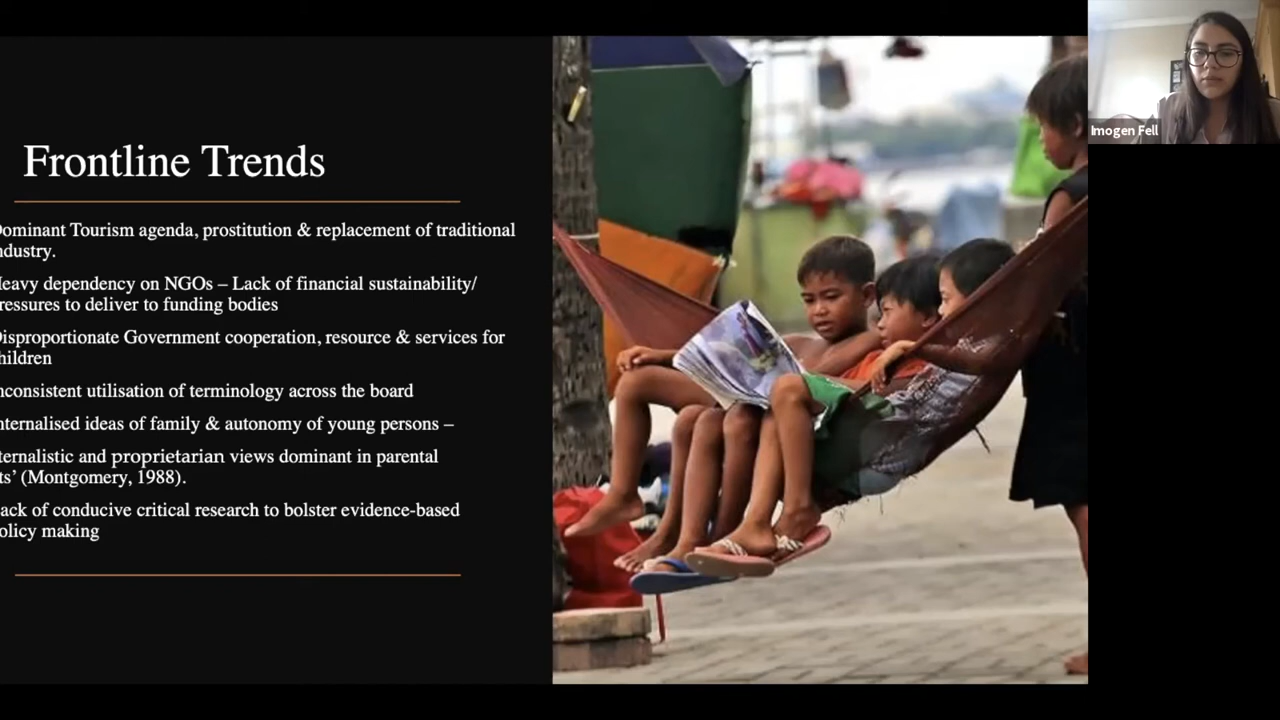 Frontline Trends
Dominant Tourism agenda, prostitution & replacement of traditional
ndustry.
Heavy dependency on NGOs – Lack of financial sustainability/
ressures to deliver to funding bodies
Disproportionate Government cooperation, resource & services for
hildren
nconsistent utilisation of terminology across the board
nternalised ideas of family & autonomy of young persons –
ternalistic and proprietarian views dominant in parental
ts’ (Montgomery, 1988).
ack of conducive critical research to bolster evidence-based
olicy making
Imogen Fell